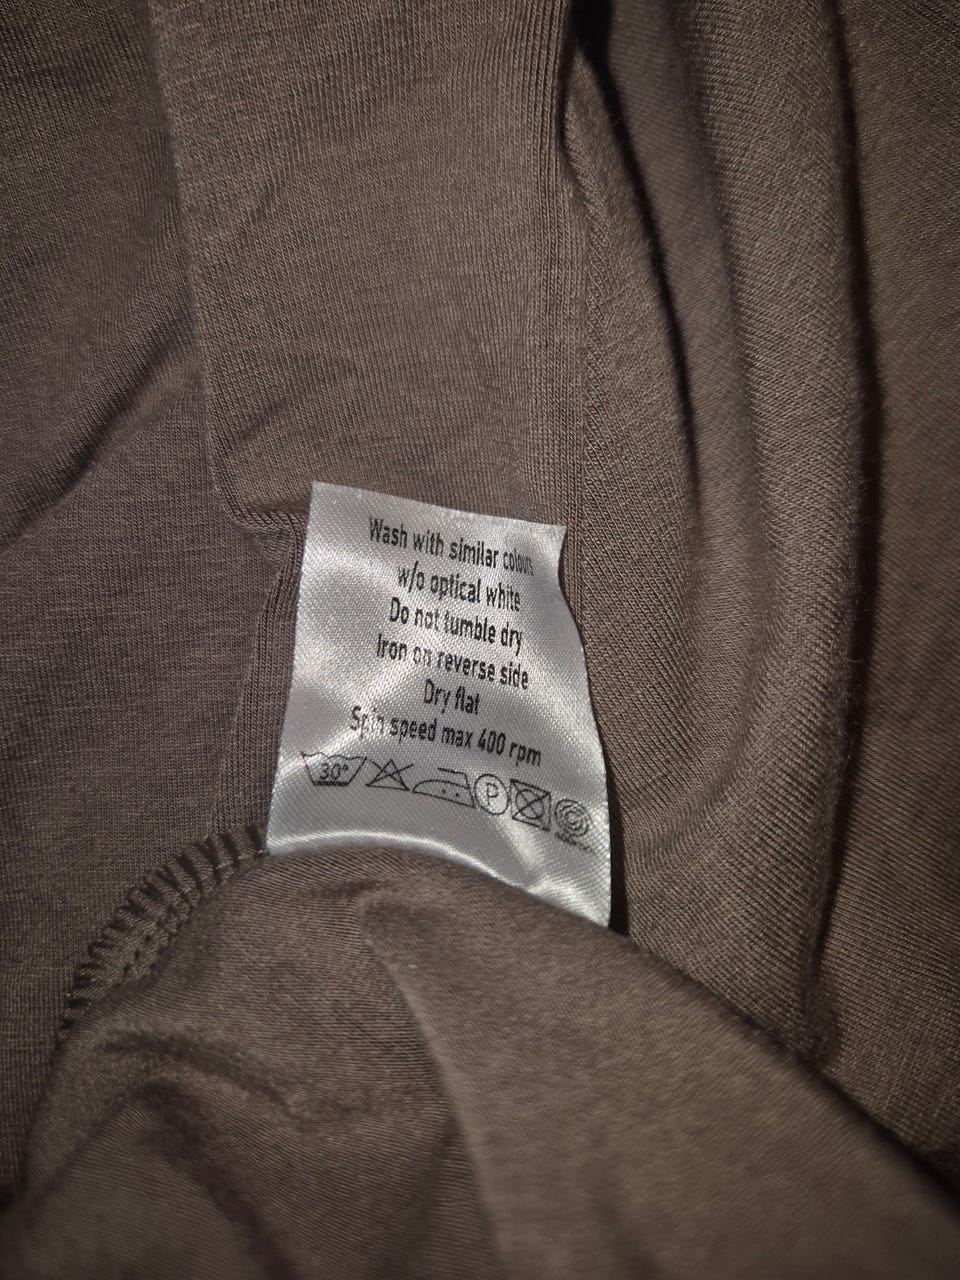 Wash with similar colours
w/o optical white
Do not tumble dry
Iron on reverse side
Dry flat
Spin speed max 400 rpm
30° P